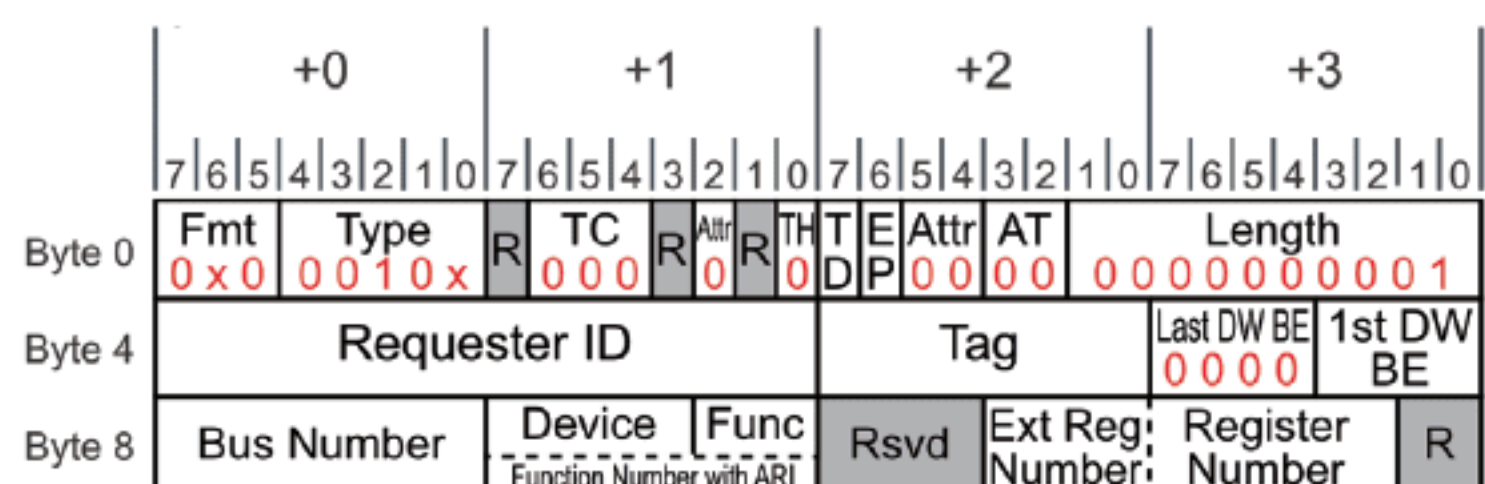 +0 +1 +2 +3
7 6 5 4 3 2 1 0 7 6 5 4 3 2 1 0 7 6 5 4 3 2 1 0 7 6 5 4 3 2 1 0
Byte 0 Fmt Type R TC R Attr R TH T D E P Attr AT Length
0 x 0 0 0 1 0 x 0 0 0 0 0 0 0 0 0 0 0 0 0 0 0 0 0 0 0 1
Byte 4 Requester ID Tag Last DW BE 1st DW BE
0 0 0 0
Byte 8 Bus Number Device Func Rsvd Ext Reg Number Register Number R
Function Number with ARI